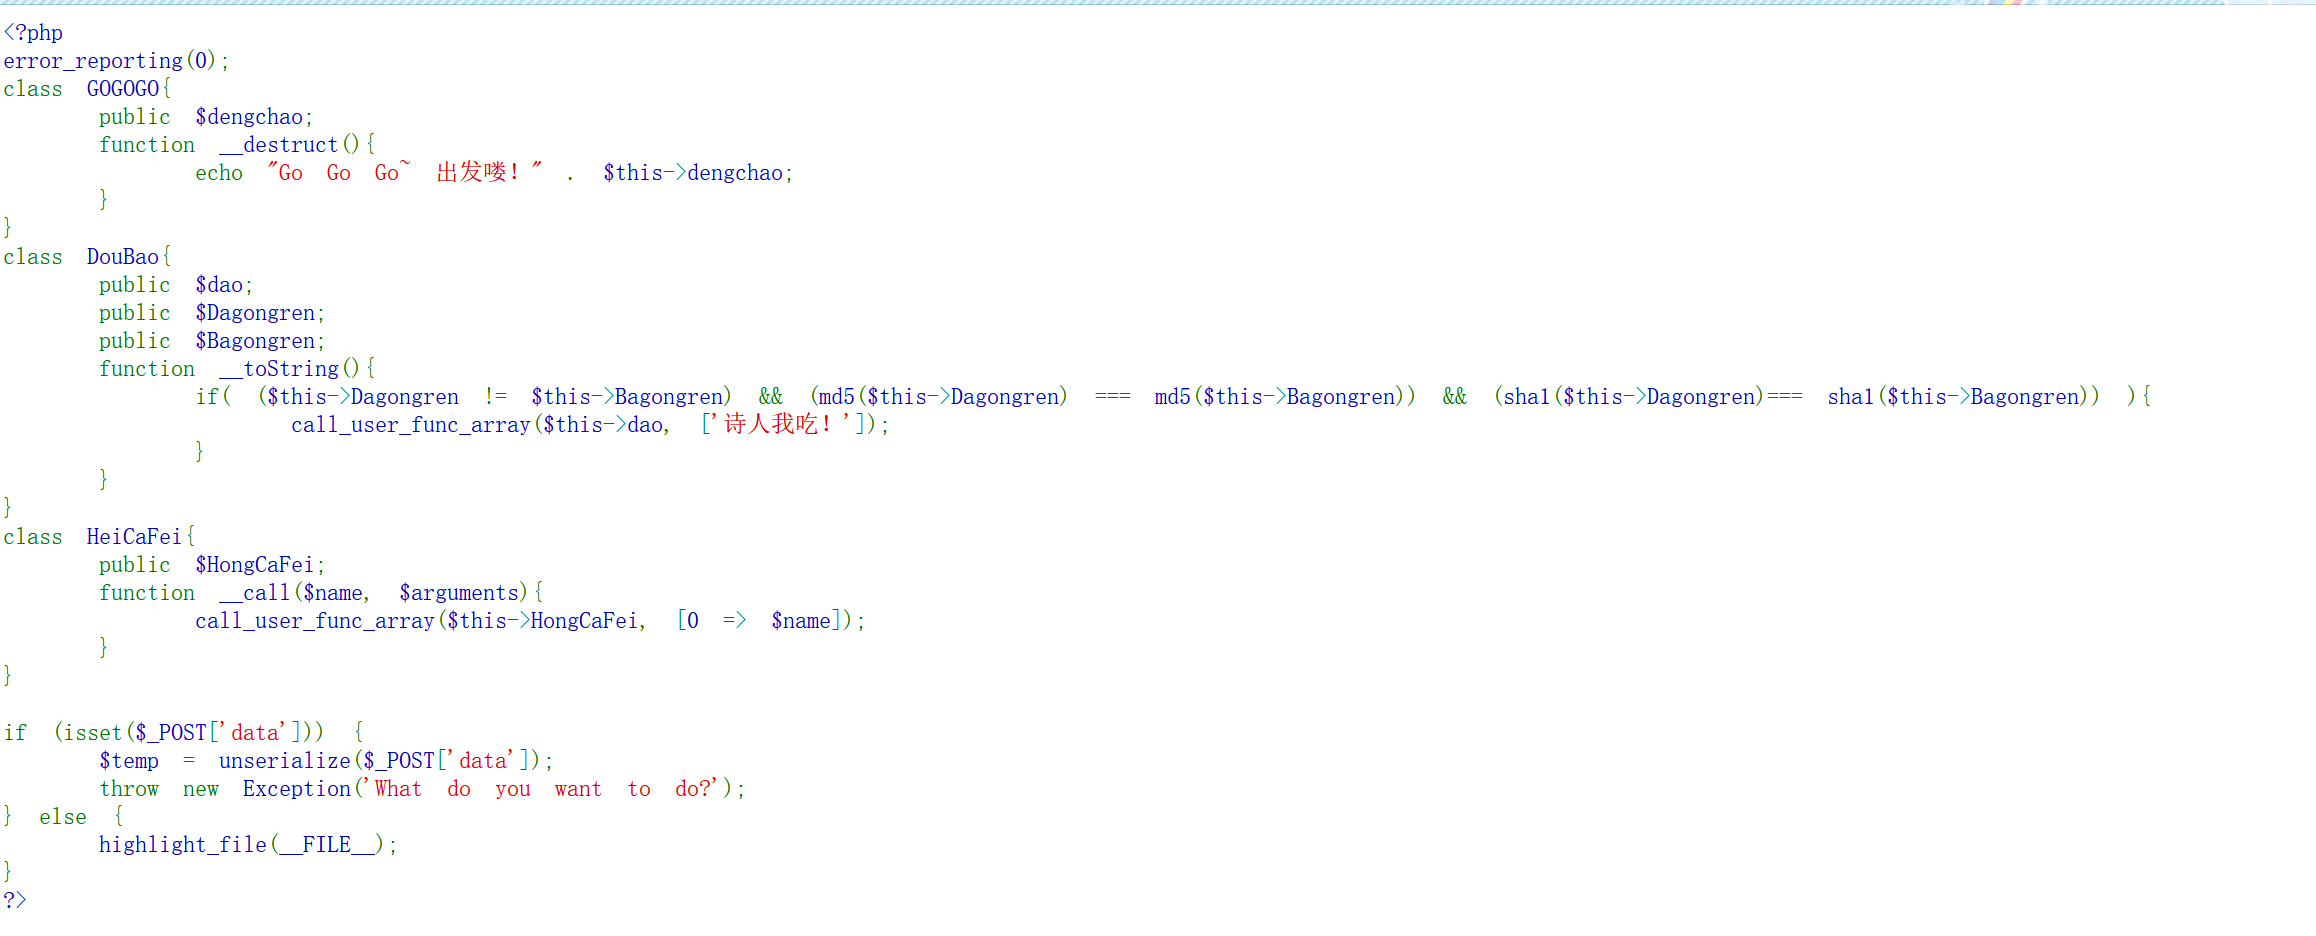 <?php
error_reporting(0);
class GOGOGO{
public $dengchao;
function __destruct(){
echo "Go Go Go~ 出发喽!" . $this->dengchao;
}
}
class DouBao{
public $dao;
public $Dagongren;
public $Bagongren;
function __toString(){
if( ($this->Dagongren != $this->Bagongren) && (md5($this->Dagongren) === md5($this->Bagongren)) && (sha1($this->Dagongren)=== sha1($this->Bagongren)) ){
call_user_func_array($this->dao, ['诗人我吃!']);
}
}
}
class HeiCaFei{
public $HongCaFei;
function __call($name, $arguments){
call_user_func_array($this->HongCaFei, [0 => $name]);
}
}
if (isset($_POST['data'])) {
$temp = unserialize($_POST['data']);
throw new Exception('What do you want to do?');
} else {
highlight_file(__FILE__);
}
?>